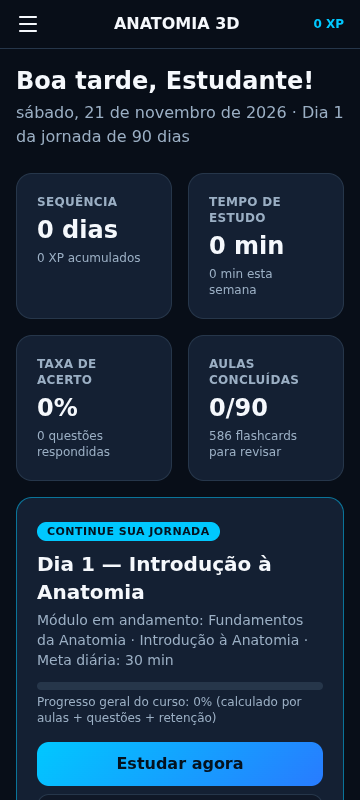 ANATOMIA 3D
0 XP
Boa tarde, Estudante!
sábado, 21 de novembro de 2026 · Dia 1
da jornada de 90 dias
SEQUÊNCIA
0 dias
0 XP acumulados
TEMPO DE
ESTUDO
0 min
0 min esta
semana
TAXA DE
ACERTO
0%
0 questões
respondidas
AULAS
CONCLUÍDAS
0/90
586 flashcards
para revisar
CONTINUE SUA JORNADA
Dia 1 — Introdução à
Anatomia
Módulo em andamento: Fundamentos
da Anatomia · Introdução à Anatomia ·
Meta diária: 30 min
Progresso geral do curso: 0% (calculado por
aulas + questões + retenção)
Estudar agora